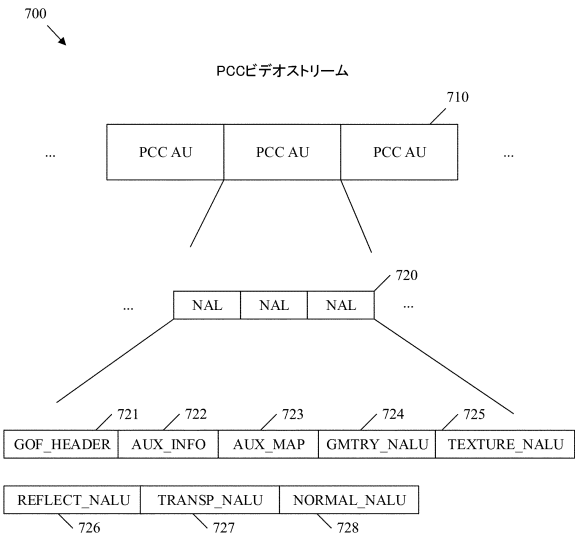 700
PCCビデオストリーム
710
... PCC AU PCC AU PCC AU ...
720
... NAL NAL NAL ...
721 722 723 724 725
GOF_HEADER AUX_INFO AUX_MAP GMTRY_NALU TEXTURE_NALU
REFLECT_NALU TRANSP_NALU NORMAL_NALU
726 727 728